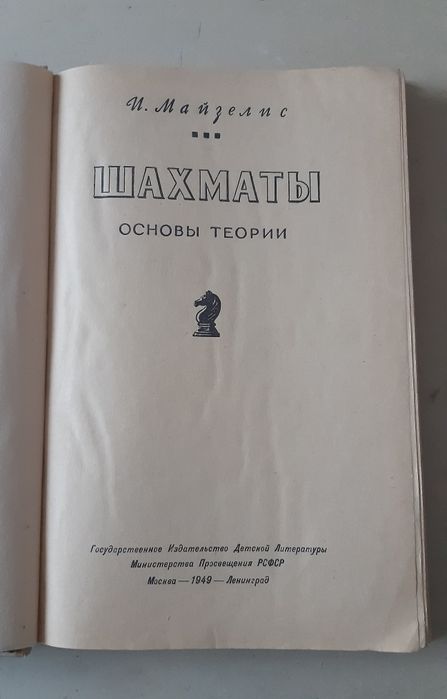 И. Майзелис
ШАХМАТЫ
ОСНОВЫ ТЕОРИИ
Государственное Издательство Детской Литературы
Министерства Просвещения РСФСР
Москва — 1949 — Ленинград